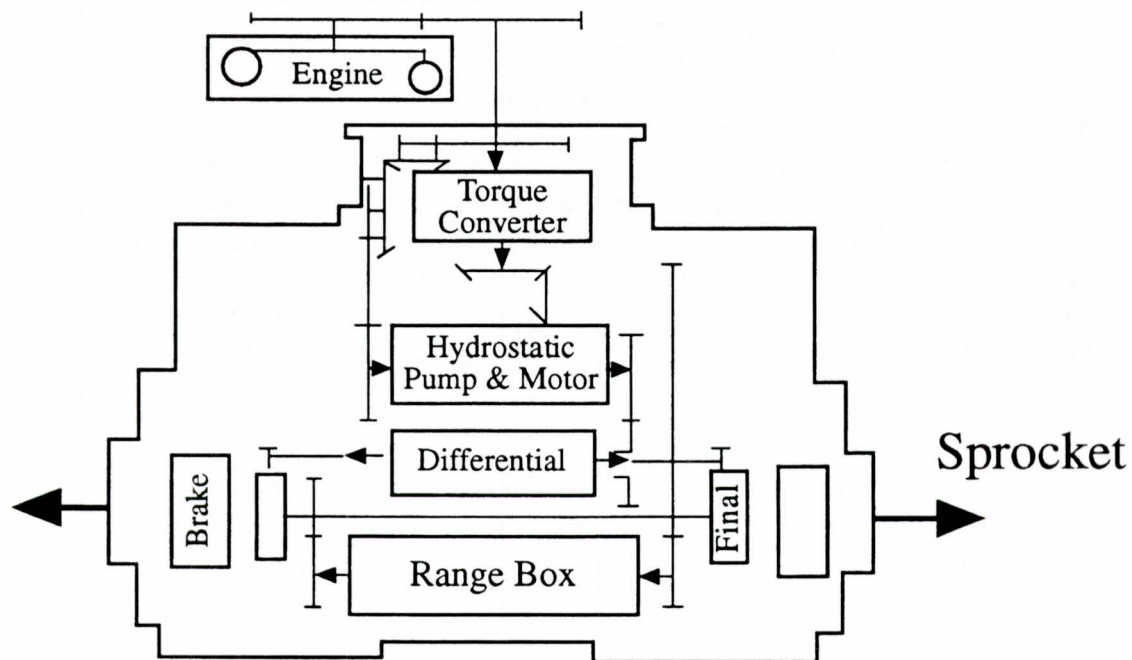 Engine
Torque
Converter
Hydrostatic
Pump & Motor
Differential
Sprocket
Brake
Final
Range Box